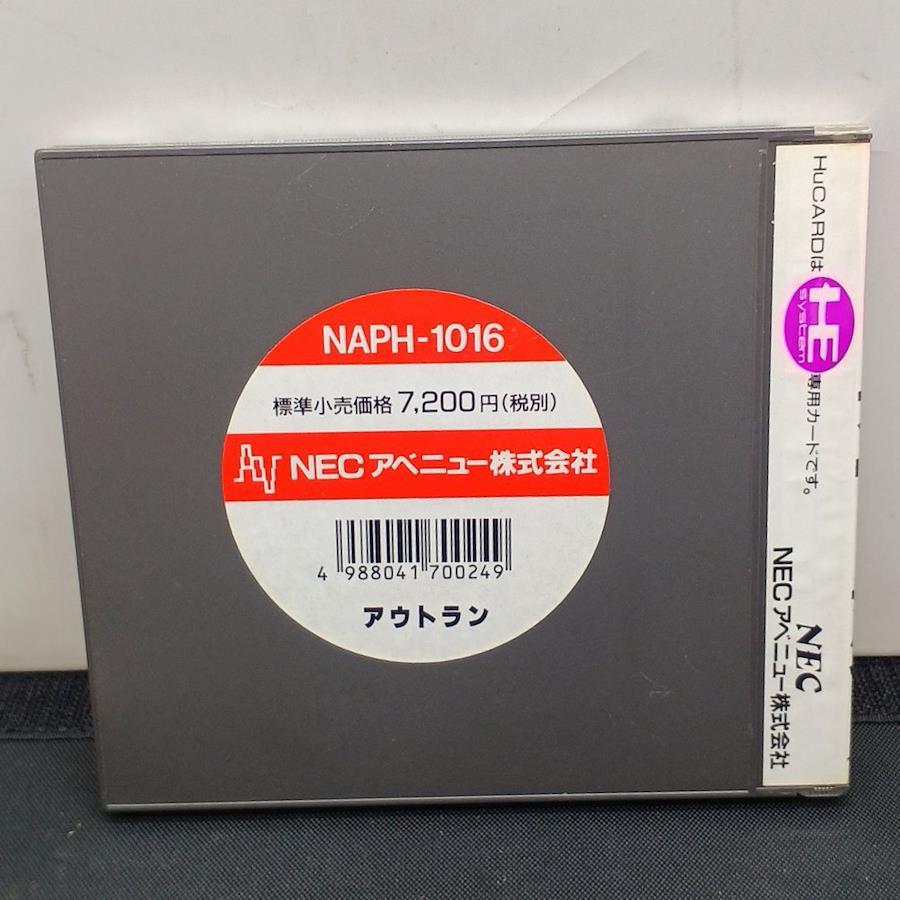 NAPH-1016
標準小売価格 7,200円(税別)
NECアベニュー株式会社
4 988041 700249
アウトラン
HuCARDは HE system 専用カードです。
NEC
NECアベニュー株式会社